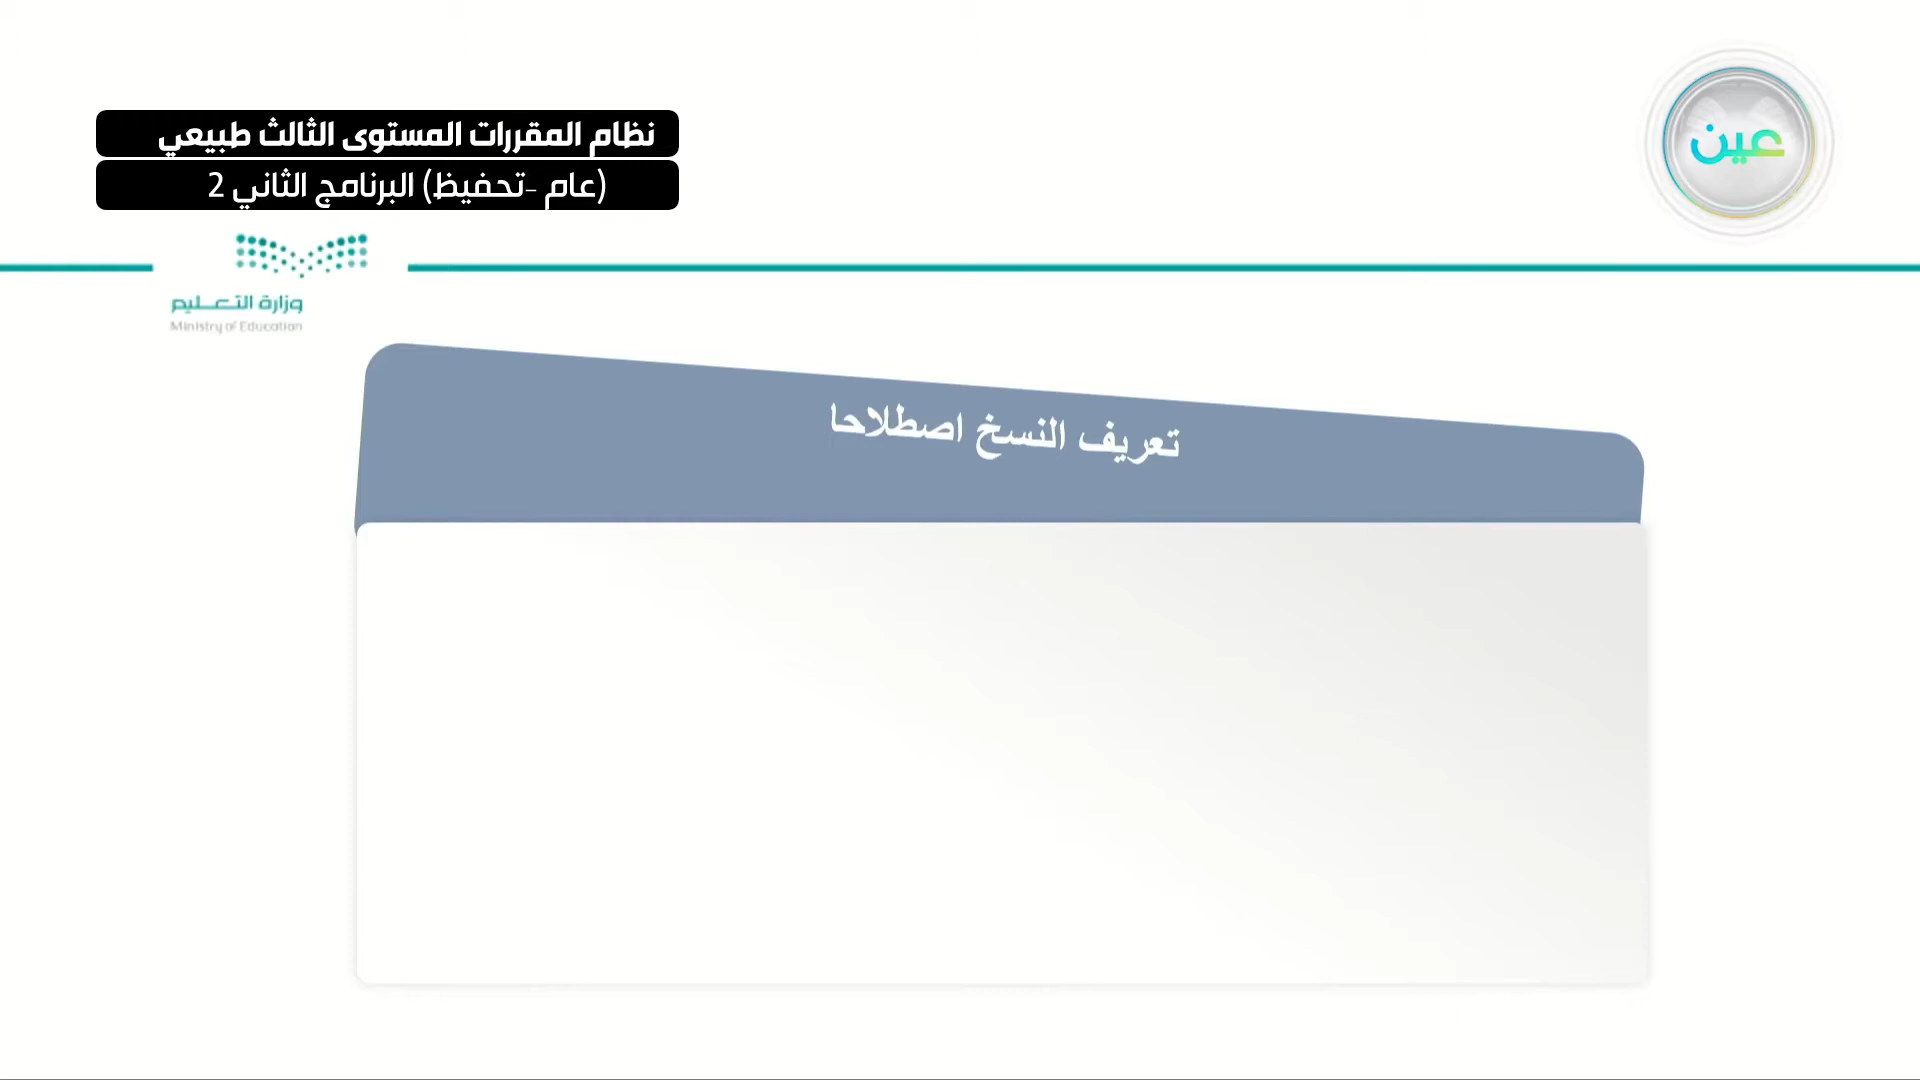 نظام المقررات المستوى الثالث طبيعي
(عام -تحفيظ) البرنامج الثاني 2
عين
وزارة التعليم
Ministry of Education
تعريف النسخ اصطلاحا